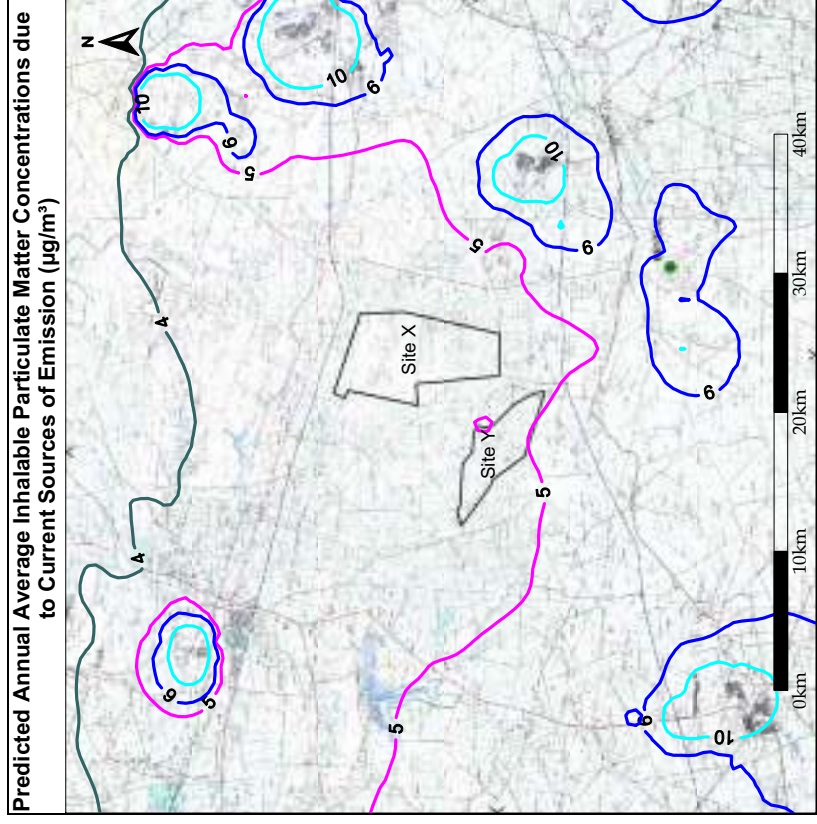 Predicted Annual Average Inhalable Particulate Matter Concentrations due
to Current Sources of Emission (µg/m³)
N
10
10
6
6
5
4
5
10
6
4
Site X
Site Y
5
6
6
5
5
6
10
0km
10km
20km
30km
40km